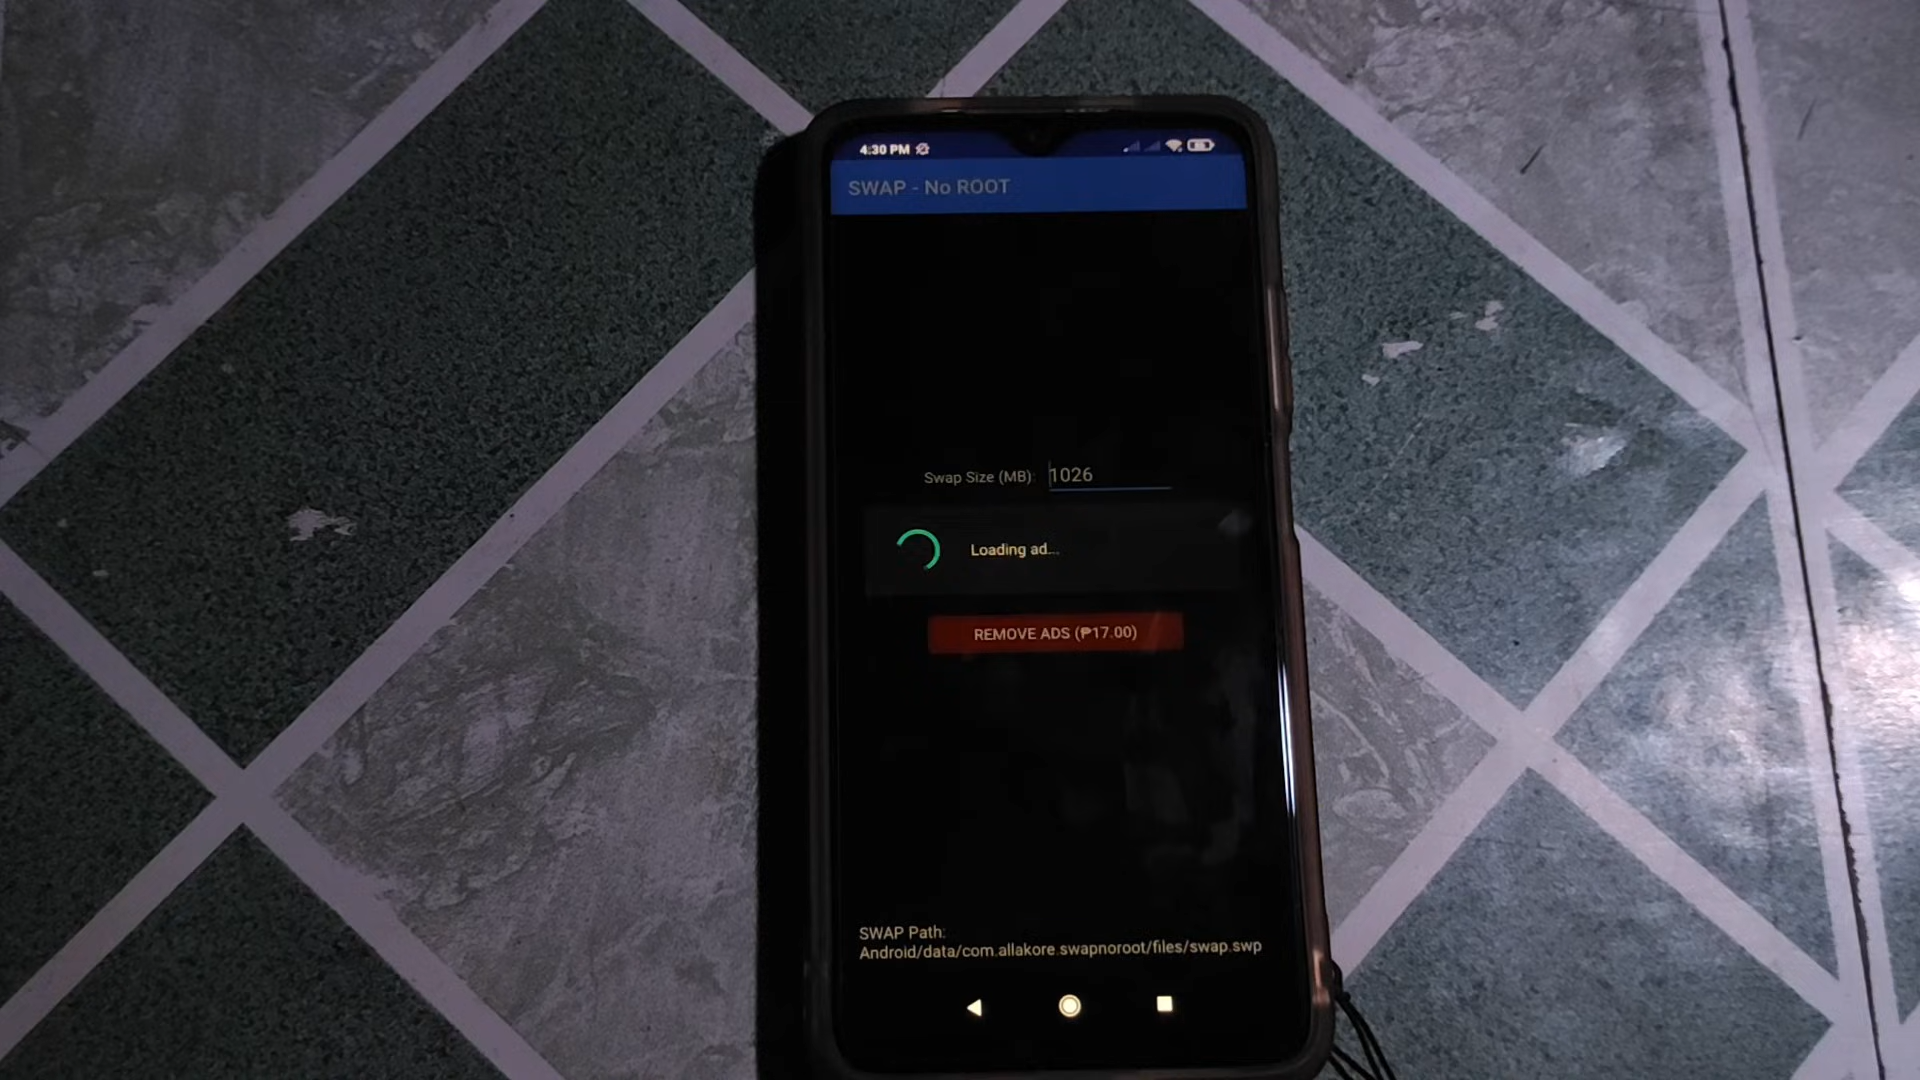 4:30 PM
SWAP - No ROOT
Swap Size (MB): 1026
Loading ad...
REMOVE ADS (₱17.00)
SWAP Path:
Android/data/com.allakore.swapnoroot/files/swap.swp